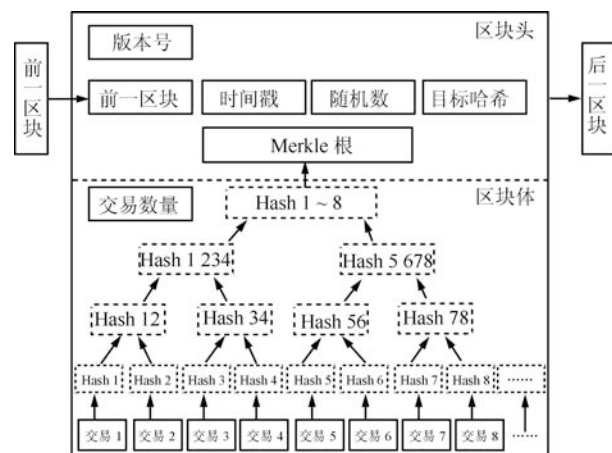 区块头
版本号
前一区块
前一区块 时间戳 随机数 目标哈希
后一区块
Merkle 根
区块体
交易数量
Hash 1 ~ 8
Hash 1 234 Hash 5 678
Hash 12 Hash 34 Hash 56 Hash 78
Hash 1 Hash 2 Hash 3 Hash 4 Hash 5 Hash 6 Hash 7 Hash 8 ……
交易 1 交易 2 交易 3 交易 4 交易 5 交易 6 交易 7 交易 8 ……